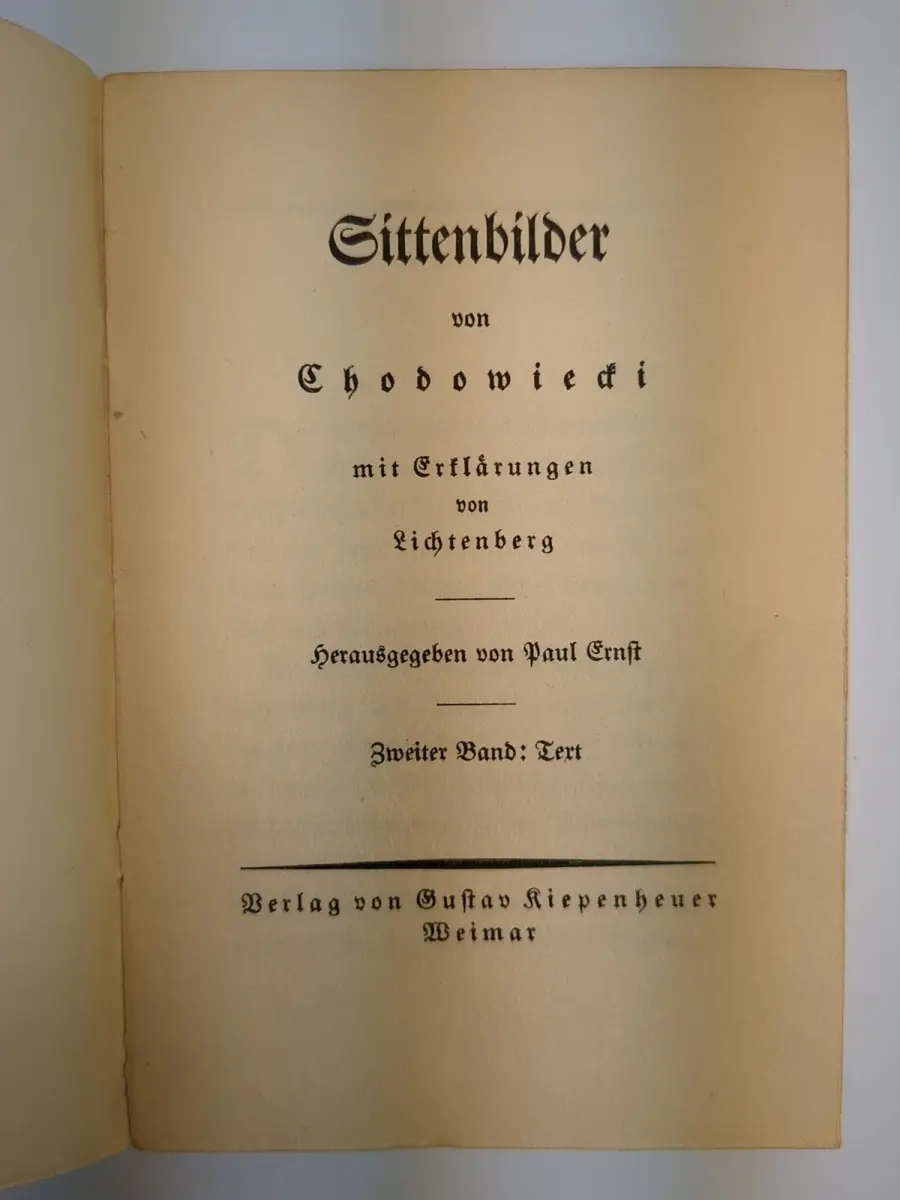 Sittenbilder
von
Chodowiecki
mit Erklärungen
von
Lichtenberg
Herausgegeben von Paul Ernst
Zweiter Band: Text
Verlag von Gustav Kiepenheuer
Weimar